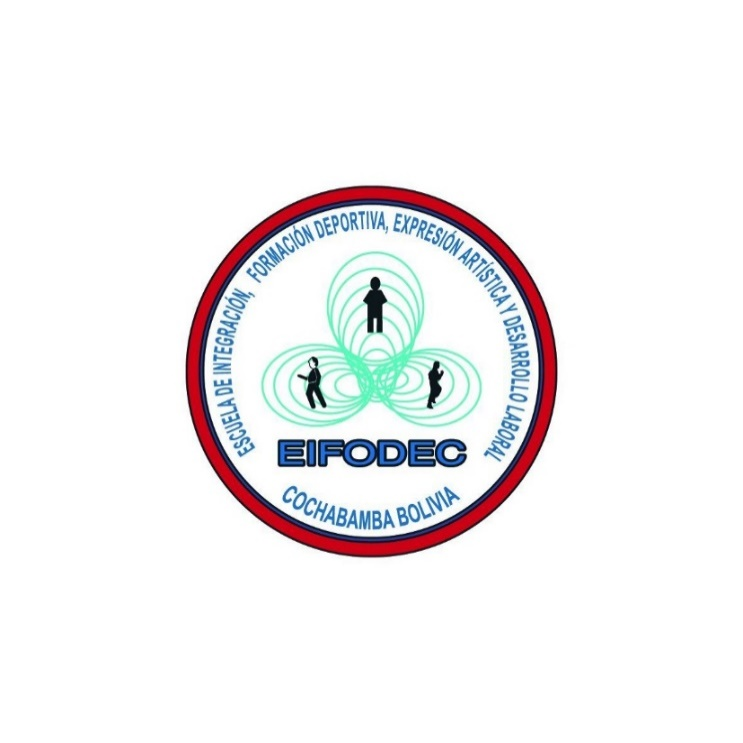 ESCUELA DE INTEGRACIÓN, FORMACIÓN DEPORTIVA, EXPRESIÓN ARTÍSTICA Y DESARROLLO LABORAL
EIFODEC
COCHABAMBA BOLIVIA